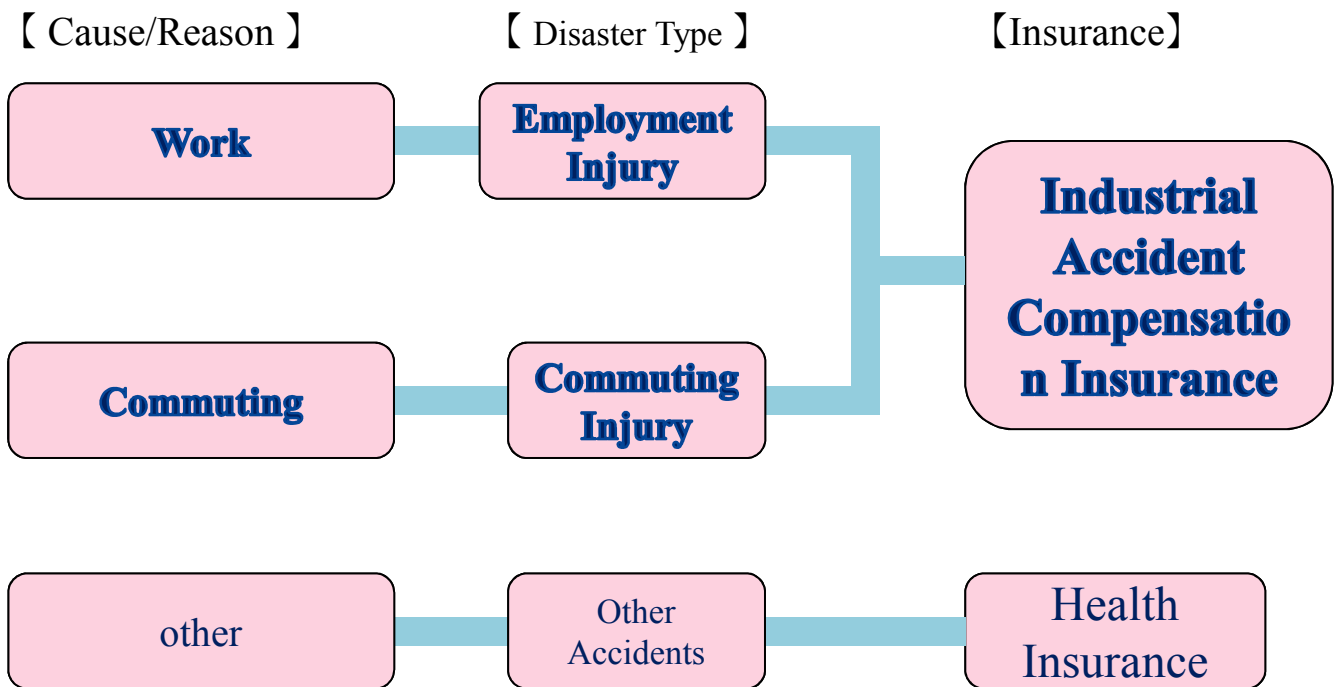 【 Cause/Reason 】
【 Disaster Type 】
【Insurance】
Work
Employment
Injury
Industrial
Accident
Compensatio
n Insurance
Commuting
Commuting
Injury
other
Other
Accidents
Health
Insurance